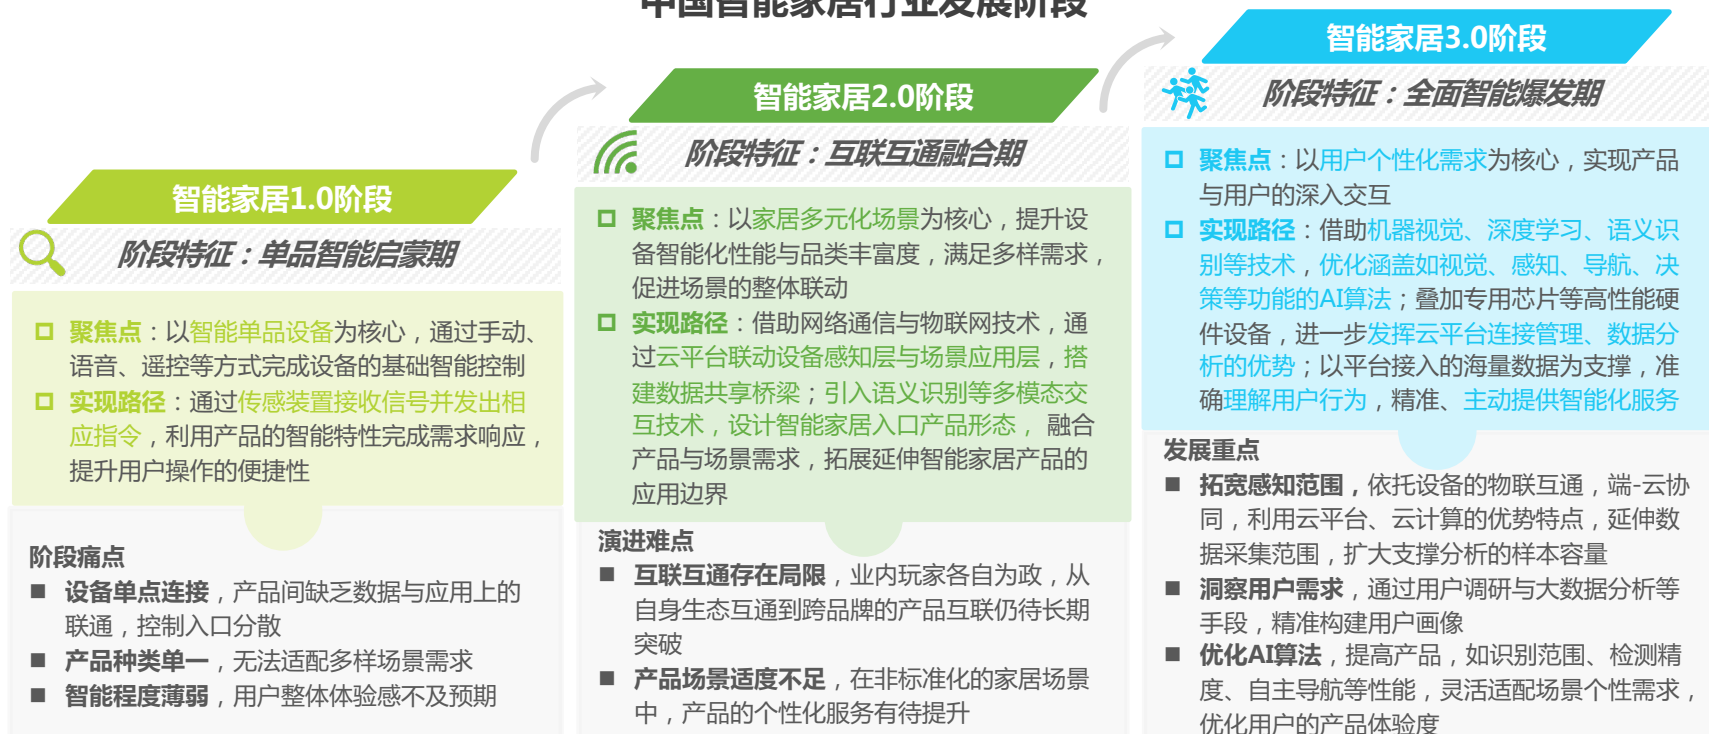 中国智能家居行业发展阶段
智能家居1.0阶段
阶段特征：单品智能启蒙期
聚焦点：以智能单品设备为核心，通过手动、
语音、遥控等方式完成设备的基础智能控制
实现路径：通过传感装置接收信号并发出相
应指令，利用产品的智能特性完成需求响应，
提升用户操作的便捷性
阶段痛点
设备单点连接，产品间缺乏数据与应用上的
联通，控制入口分散
产品种类单一，无法适配多样场景需求
智能程度薄弱，用户整体体验感不及预期
智能家居2.0阶段
阶段特征：互联互通融合期
聚焦点：以家居多元化场景为核心，提升设
备智能化性能与品类丰富度，满足多样需求，
促进场景的整体联动
实现路径：借助网络通信与物联网技术，通
过云平台联动设备感知层与场景应用层，搭
建数据共享桥梁；引入语义识别等多模态交
互技术，设计智能家居入口产品形态，融合
产品与场景需求，拓展延伸智能家居产品的
应用边界
演进难点
互联互通存在局限，业内玩家各自为政，从
自身生态互通到跨品牌的产品互联仍待长期
突破
产品场景适度不足，在非标准化的家居场景
中，产品的个性化服务有待提升
智能家居3.0阶段
阶段特征：全面智能爆发期
聚焦点：以用户个性化需求为核心，实现产品
与用户的深入交互
实现路径：借助机器视觉、深度学习、语义识
别等技术，优化涵盖如视觉、感知、导航、决
策等功能的AI算法；叠加专用芯片等高性能硬
件设备，进一步发挥云平台连接管理、数据分
析的优势；以平台接入的海量数据为支撑，准
确理解用户行为，精准、主动提供智能化服务
发展重点
拓宽感知范围，依托设备的物联互通，端-云协
同，利用云平台、云计算的优势特点，延伸数
据采集范围，扩大支撑分析的样本容量
洞察用户需求，通过用户调研与大数据分析等
手段，精准构建用户画像
优化AI算法，提高产品，如识别范围、检测精
度、自主导航等性能，灵活适配场景个性需求，
优化用户的产品体验度